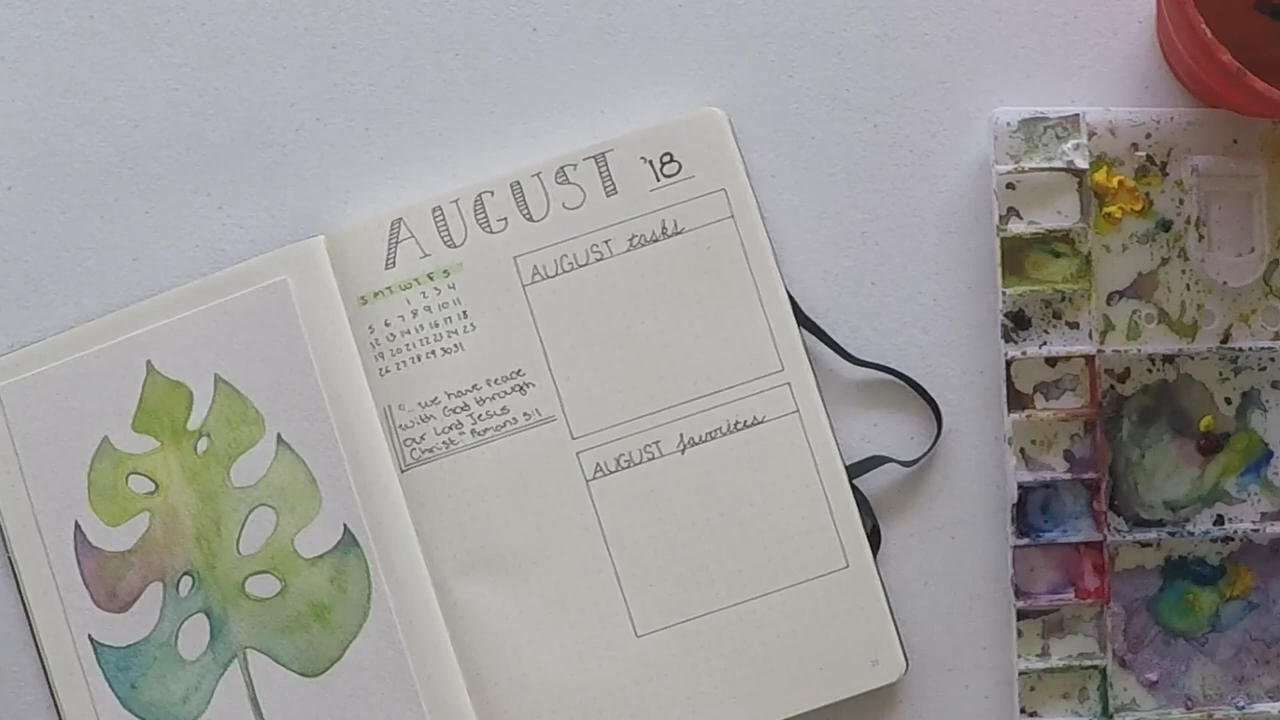 AUGUST '18
S M T W T F S
1 2 3 4
5 6 7 8 9 10 11
12 13 14 15 16 17 18
19 20 21 22 23 24 25
26 27 28 29 30 31
"... we have peace
with God through
our Lord Jesus
Christ." Romans 5:1
AUGUST tasks
AUGUST favorites